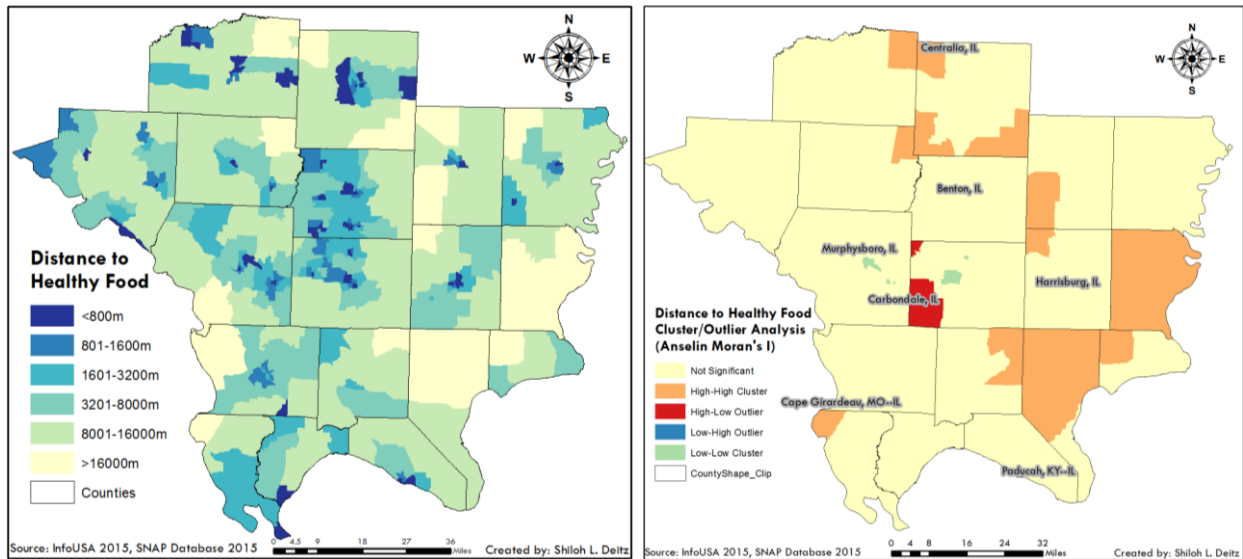 N
W E
S
Distance to
Healthy Food
<800m
801-1600m
1601-3200m
3201-8000m
8001-16000m
>16000m
Counties
Source: InfoUSA 2015, SNAP Database 2015
0 4.5 9 18 27 36
Miles
Created by: Shiloh L. Deitz
N
W E
S
Centralia, IL
Benton, IL
Murphysboro, IL
Harrisburg, IL
Carbondale, IL
Cape Girardeau, MO--IL
Paducah, KY--IL
Distance to Healthy Food
Cluster/Outlier Analysis
(Anselin Moran's I)
Not Significant
High-High Cluster
High-Low Outlier
Low-High Outlier
Low-Low Cluster
CountyShape_Clip
Source: InfoUSA 2015, SNAP Database 2015
0 4 8 16 24 32
Miles
Created by: Shiloh L. Deitz